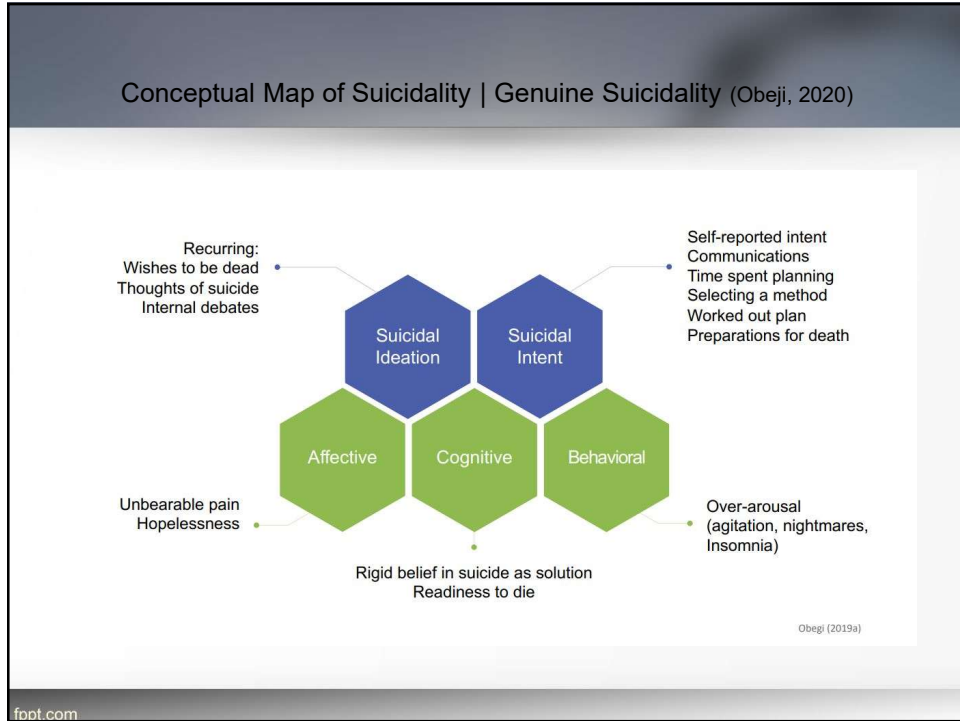 Conceptual Map of Suicidality | Genuine Suicidality (Obeji, 2020)
Recurring:
Wishes to be dead
Thoughts of suicide
Internal debates
Self-reported intent
Communications
Time spent planning
Selecting a method
Worked out plan
Preparations for death
Suicidal
Ideation
Suicidal
Intent
Affective
Cognitive
Behavioral
Unbearable pain
Hopelessness
Over-arousal
(agitation, nightmares,
Insomnia)
Rigid belief in suicide as solution
Readiness to die
Obegi (2019a)
fppt.com